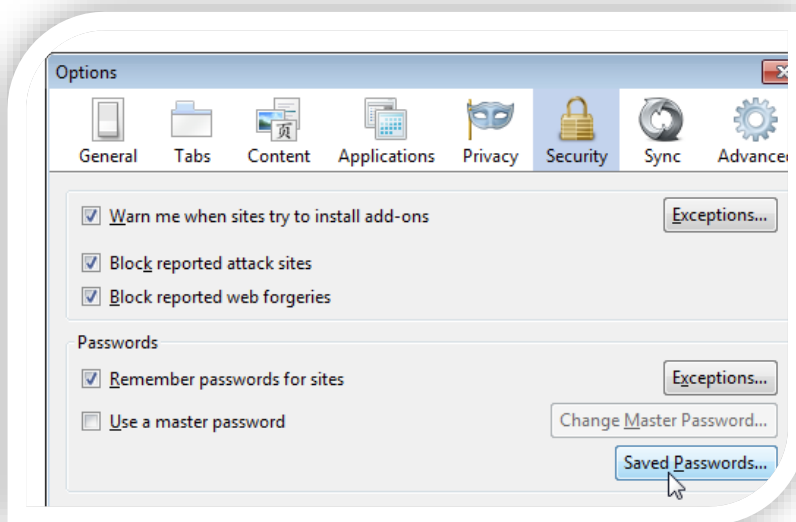 Options
General Tabs Content Applications Privacy Security Sync Advance
Warn me when sites try to install add-ons Exceptions...
Block reported attack sites
Block reported web forgeries
Passwords
Remember passwords for sites Exceptions...
Use a master password Change Master Password...
Saved Passwords...
页